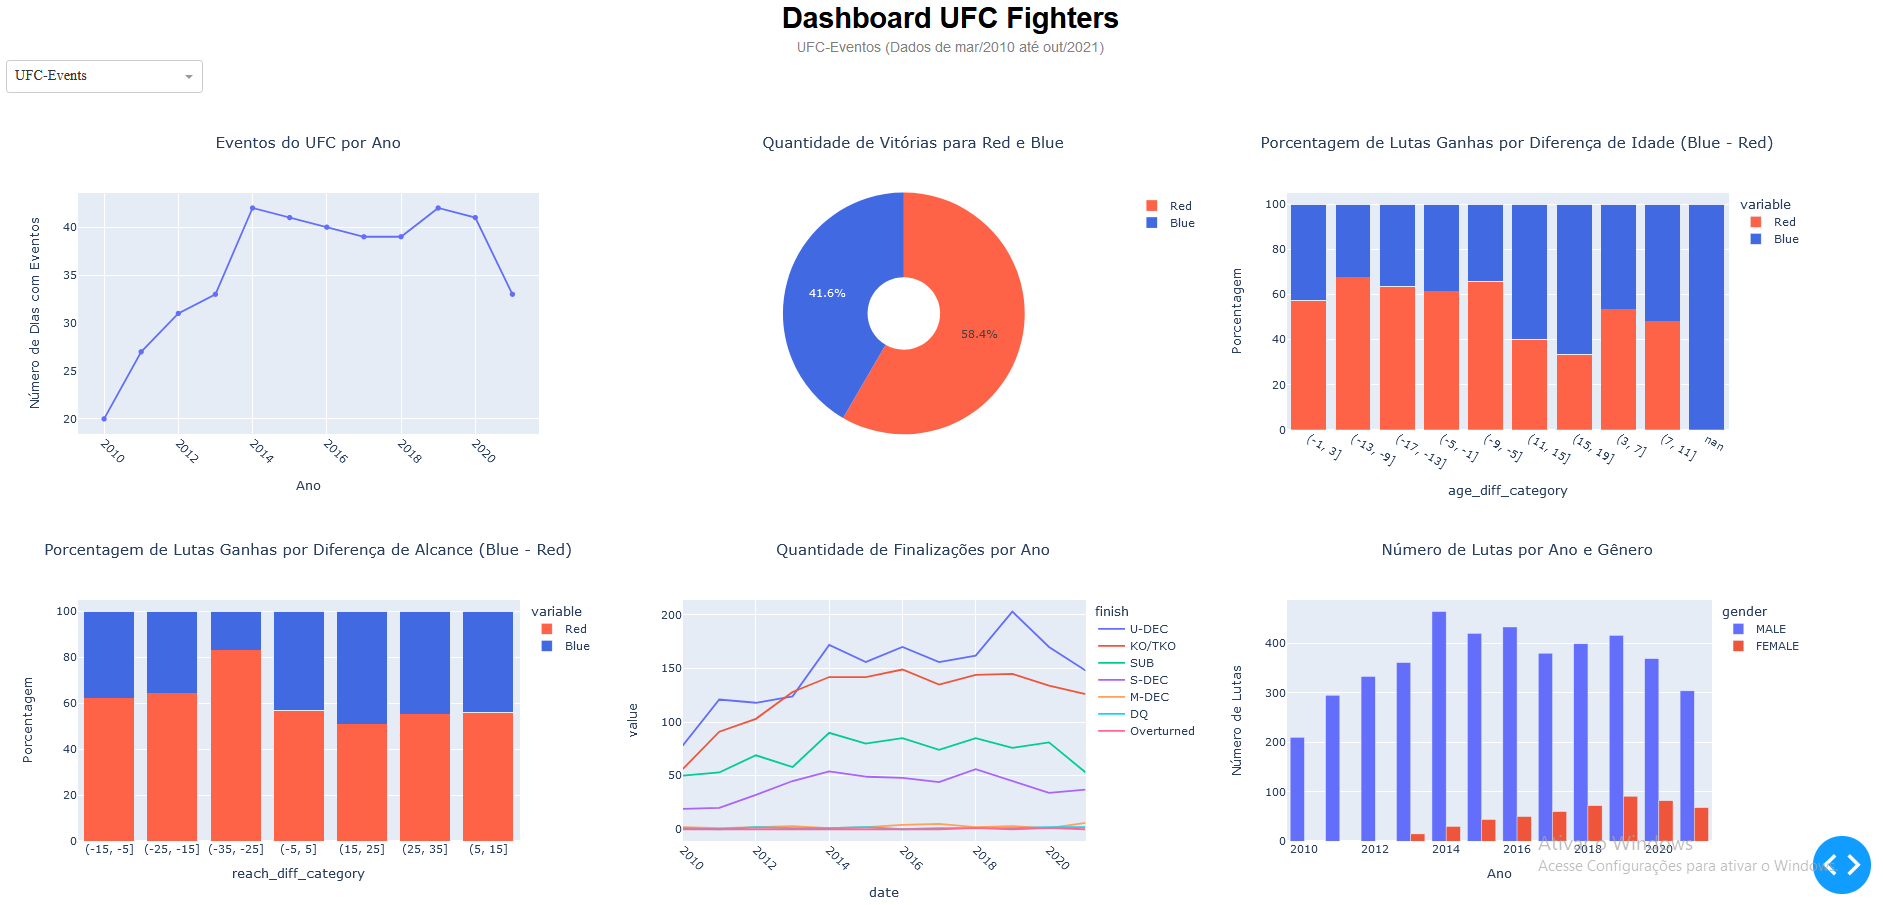 Dashboard UFC Fighters
UFC-Eventos (Dados de mar/2010 até out/2021)
UFC-Events
Eventos do UFC por Ano
Número de Dias com Eventos
40
35
30
25
20
2010
2012
2014
2016
2018
2020
Ano
Quantidade de Vitórias para Red e Blue
Red
Blue
41.6%
58.4%
Porcentagem de Lutas Ganhas por Diferença de Idade (Blue - Red)
Porcentagem
100
80
60
40
20
0
(-1, 3]
(-13, -9]
(-17, -13]
(-5, -1]
(-9, -5]
(11, 15]
(15, 19]
(3, 7]
(7, 11]
nan
age_diff_category
variable
Red
Blue
Porcentagem de Lutas Ganhas por Diferença de Alcance (Blue - Red)
Porcentagem
100
80
60
40
20
0
(-15, -5]
(-25, -15]
(-35, -25]
(-5, 5]
(15, 25]
(25, 35]
(5, 15]
reach_diff_category
variable
Red
Blue
Quantidade de Finalizações por Ano
value
200
150
100
50
0
2010
2012
2014
2016
2018
2020
date
finish
U-DEC
KO/TKO
SUB
S-DEC
M-DEC
DQ
Overturned
Número de Lutas por Ano e Gênero
Número de Lutas
400
300
200
100
0
2010
2012
2014
2016
2018
2020
Ano
gender
MALE
FEMALE
Ativar o Windows
Acesse Configurações para ativar o Windows.